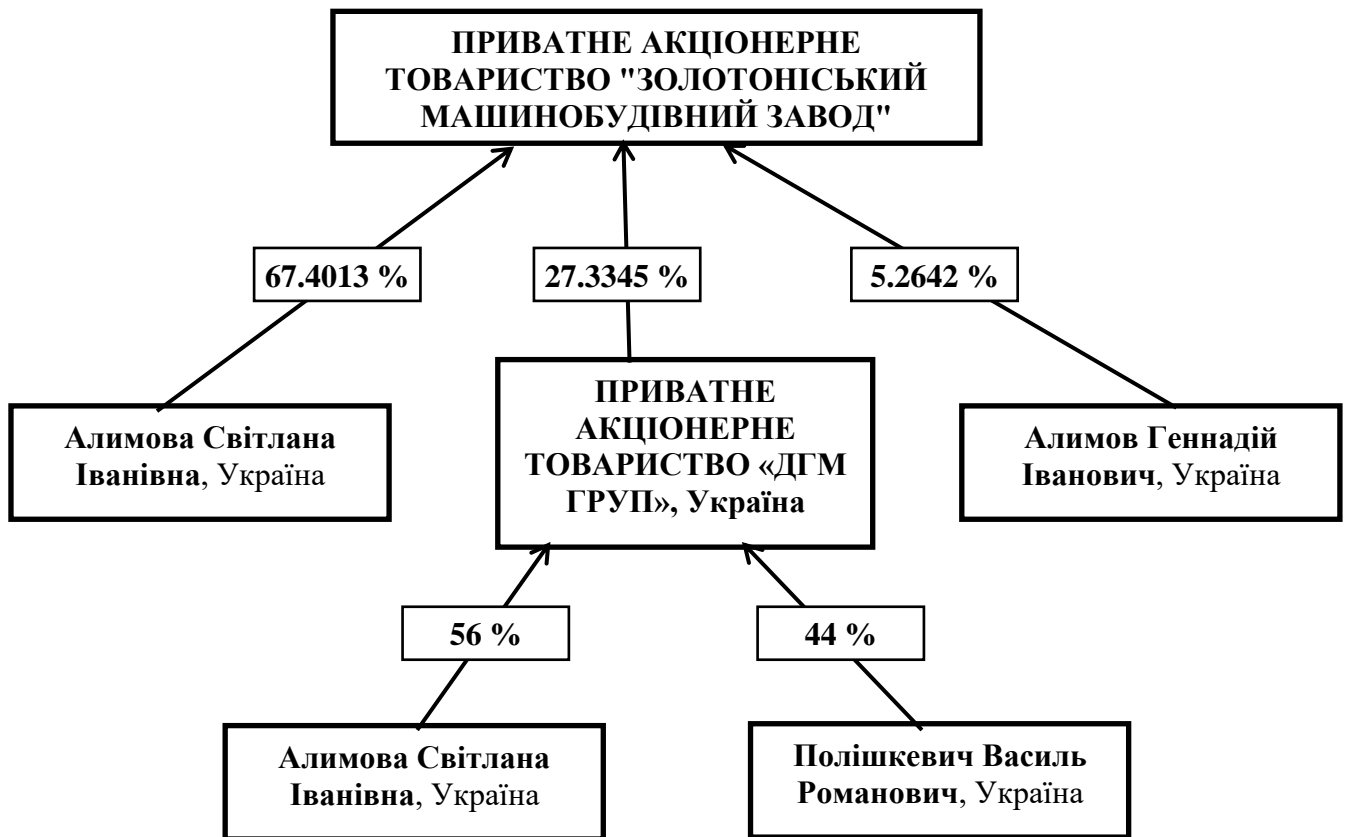 ПРИВАТНЕ АКЦІОНЕРНЕ
ТОВАРИСТВО "ЗОЛОТОНІСЬКИЙ
МАШИНОБУДІВНИЙ ЗАВОД"
67.4013 %
27.3345 %
5.2642 %
Алимова Світлана
Іванівна, Україна
ПРИВАТНЕ
АКЦІОНЕРНЕ
ТОВАРИСТВО «ДГМ
ГРУП», Україна
Алимов Геннадій
Іванович, Україна
56 %
44 %
Алимова Світлана
Іванівна, Україна
Полішкевич Василь
Романович, Україна